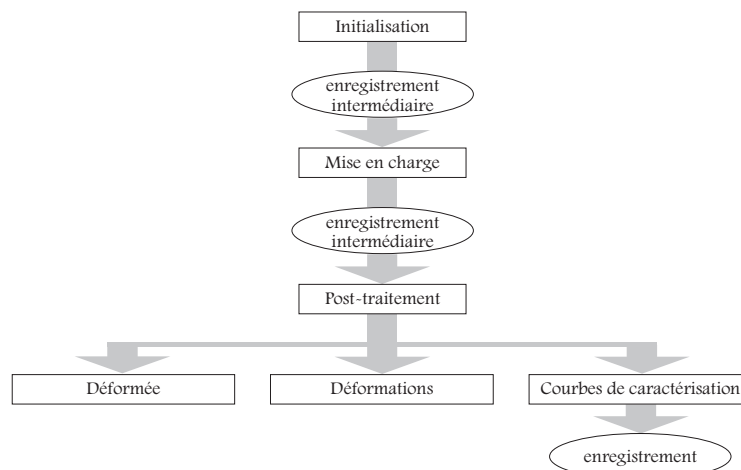 Initialisation
enregistrement
intermédiaire
Mise en charge
enregistrement
intermédiaire
Post-traitement
Déformée
Déformations
Courbes de caractérisation
enregistrement